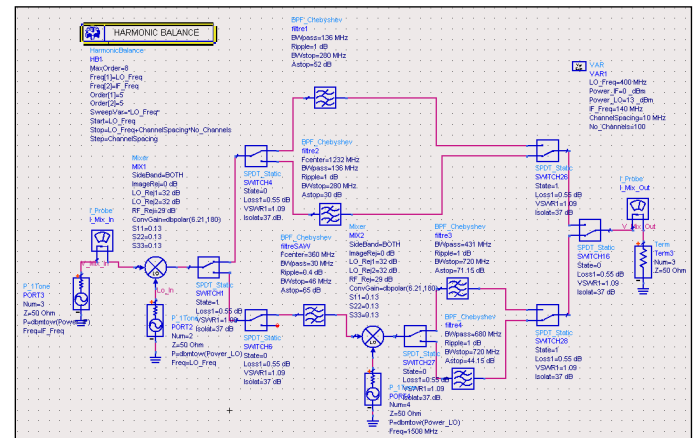 HARMONIC BALANCE
HarmonicBalance
HB1
MaxOrder=8
Freq[1]=LO_Freq
Freq[2]=IF_Freq
Order[1]=5
Order[2]=5
SweepVar="LO_Freq"
Start=LO_Freq
Stop=LO_Freq+ChannelSpacing*No_Channels
Step=ChannelSpacing
BPF_Chebyshev
filtre1
BWpass=136 MHz
Ripple=1 dB
BWstop=280 MHz
Astop=52 dB
VAR
VAR1
LO_Freq=400 MHz
Power_IF=0 _dBm
Power_LO=13 _dBm
IF_Freq=140 MHz
ChannelSpacing=10 MHz
No_Channels=100
BPF_Chebyshev
filtre2
Fcenter=1232 MHz
BWpass=136 MHz
Ripple=1 dB
BWstop=280 MHz
Astop=30 dB
Mixer
MIX1
SideBand=BOTH
ImageRej=0 dB
LO_Rej1=32 dB
LO_Rej2=32 dB
RF_Rej=29 dB
ConvGain=dbpolar(6.21,180)
S11=0.13
S22=0.13
S33=0.13
SPDT_Static
SWITCH4
State=0
Loss1=0.55 dB
VSWR1=1.09
Isolat=37 dB
SPDT_Static
SWITCH26
State=1
Loss1=0.55 dB
VSWR1=1.09
Isolat=37 dB
I_Probe
I_Mix_In
I_Probe
I_Mix_Out
BPF_Chebyshev
filtreSAW
Fcenter=360 MHz
BWpass=30 MHz
Ripple=0.4 dB
BWstop=46 MHz
Astop=65 dB
Mixer
MIX2
SideBand=BOTH
ImageRej=0 dB
LO_Rej1=32 dB
LO_Rej2=32 dB
RF_Rej=29 dB
ConvGain=dbpolar(6.21,180)
S11=0.13
S22=0.13
S33=0.13
BPF_Chebyshev
filtre3
BWpass=431 MHz
Ripple=1 dB
BWstop=720 MHz
Astop=71.15 dB
SPDT_Static
SWITCH16
State=0
Loss1=0.55 dB
VSWR1=1.09
Isolat=37 dB
Term
Term3
Num=3
Z=50 Ohm
P_1Tone
PORT3
Num=3
Z=50 Ohm
P=dbmtow(Power_IF)
Freq=IF_Freq
Lo_In
P_1Tone
PORT2
Num=2
Z=50 Ohm
P=dbmtow(Power_LO)
Freq=LO_Freq
SPDT_Static
SWITCH1
State=1
Loss1=0.55 dB
VSWR1=1.09
Isolat=37 dB
SPDT_Static
SWITCH6
State=0
Loss1=0.55 dB
VSWR1=1.09
Isolat=37 dB
BPF_Chebyshev
filtre4
BWpass=680 MHz
Ripple=1 dB
BWstop=720 MHz
Astop=44.15 dB
SPDT_Static
SWITCH27
State=0
Loss1=0.55 dB
VSWR1=1.09
Isolat=37 dB
SPDT_Static
SWITCH28
State=1
Loss1=0.55 dB
VSWR1=1.09
Isolat=37 dB
P_1Tone
Num=4
Z=50 Ohm
P=dbmtow(Power_LO)
Freq=1508 MHz